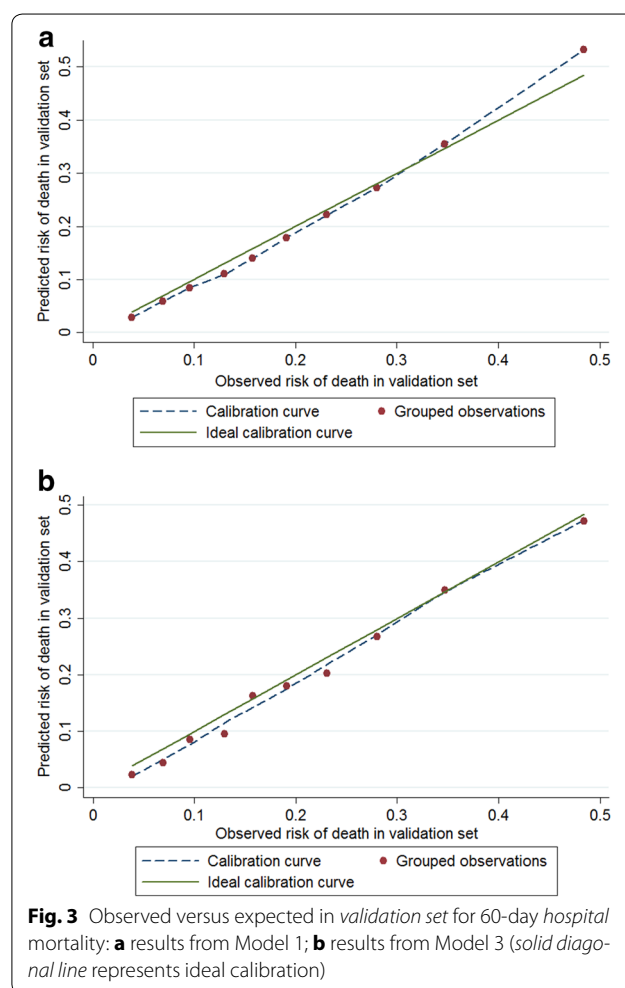 a
Predicted risk of death in validation set
0.5
0.4
0.3
0.2
0.1
0
0 0.1 0.2 0.3 0.4 0.5
Observed risk of death in validation set
Calibration curve Grouped observations
Ideal calibration curve
b
Predicted risk of death in validation set
0.5
0.4
0.3
0.2
0.1
0
0 0.1 0.2 0.3 0.4 0.5
Observed risk of death in validation set
Calibration curve Grouped observations
Ideal calibration curve
Fig. 3 Observed versus expected in validation set for 60-day hospital
mortality: a results from Model 1; b results from Model 3 (solid diago-
nal line represents ideal calibration)